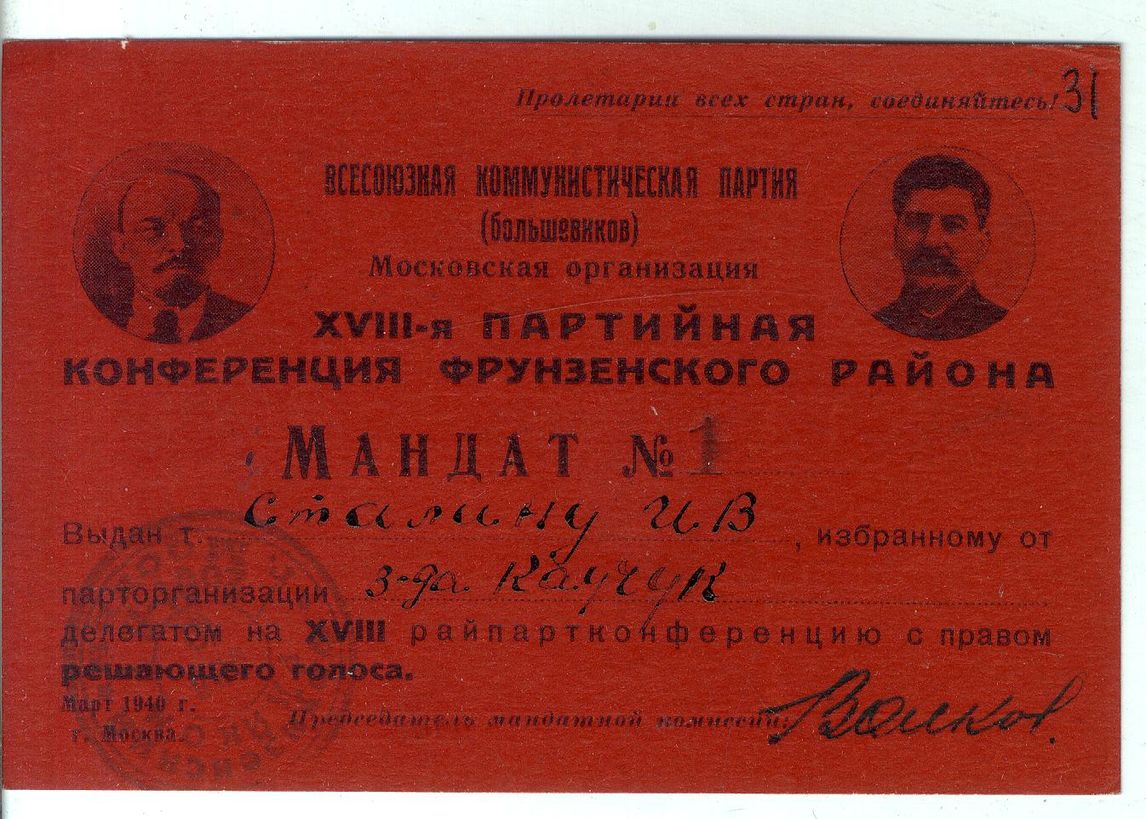 Пролетарии всех стран, соединяйтесь!
31
ВСЕСОЮЗНАЯ КОММУНИСТИЧЕСКАЯ ПАРТИЯ
(большевиков)
Московская организация
XVIII-я ПАРТИЙНАЯ
КОНФЕРЕНЦИЯ ФРУНЗЕНСКОГО РАЙОНА
МАНДАТ № 1
Выдан т. Сталину И В, избранному от
парторганизации з-да Каучук
делегатом на XVIII райпартконференцию с правом
решающего голоса.
Март 1940 г.
г. Москва.
Председатель мандатной комиссии:
Волков.